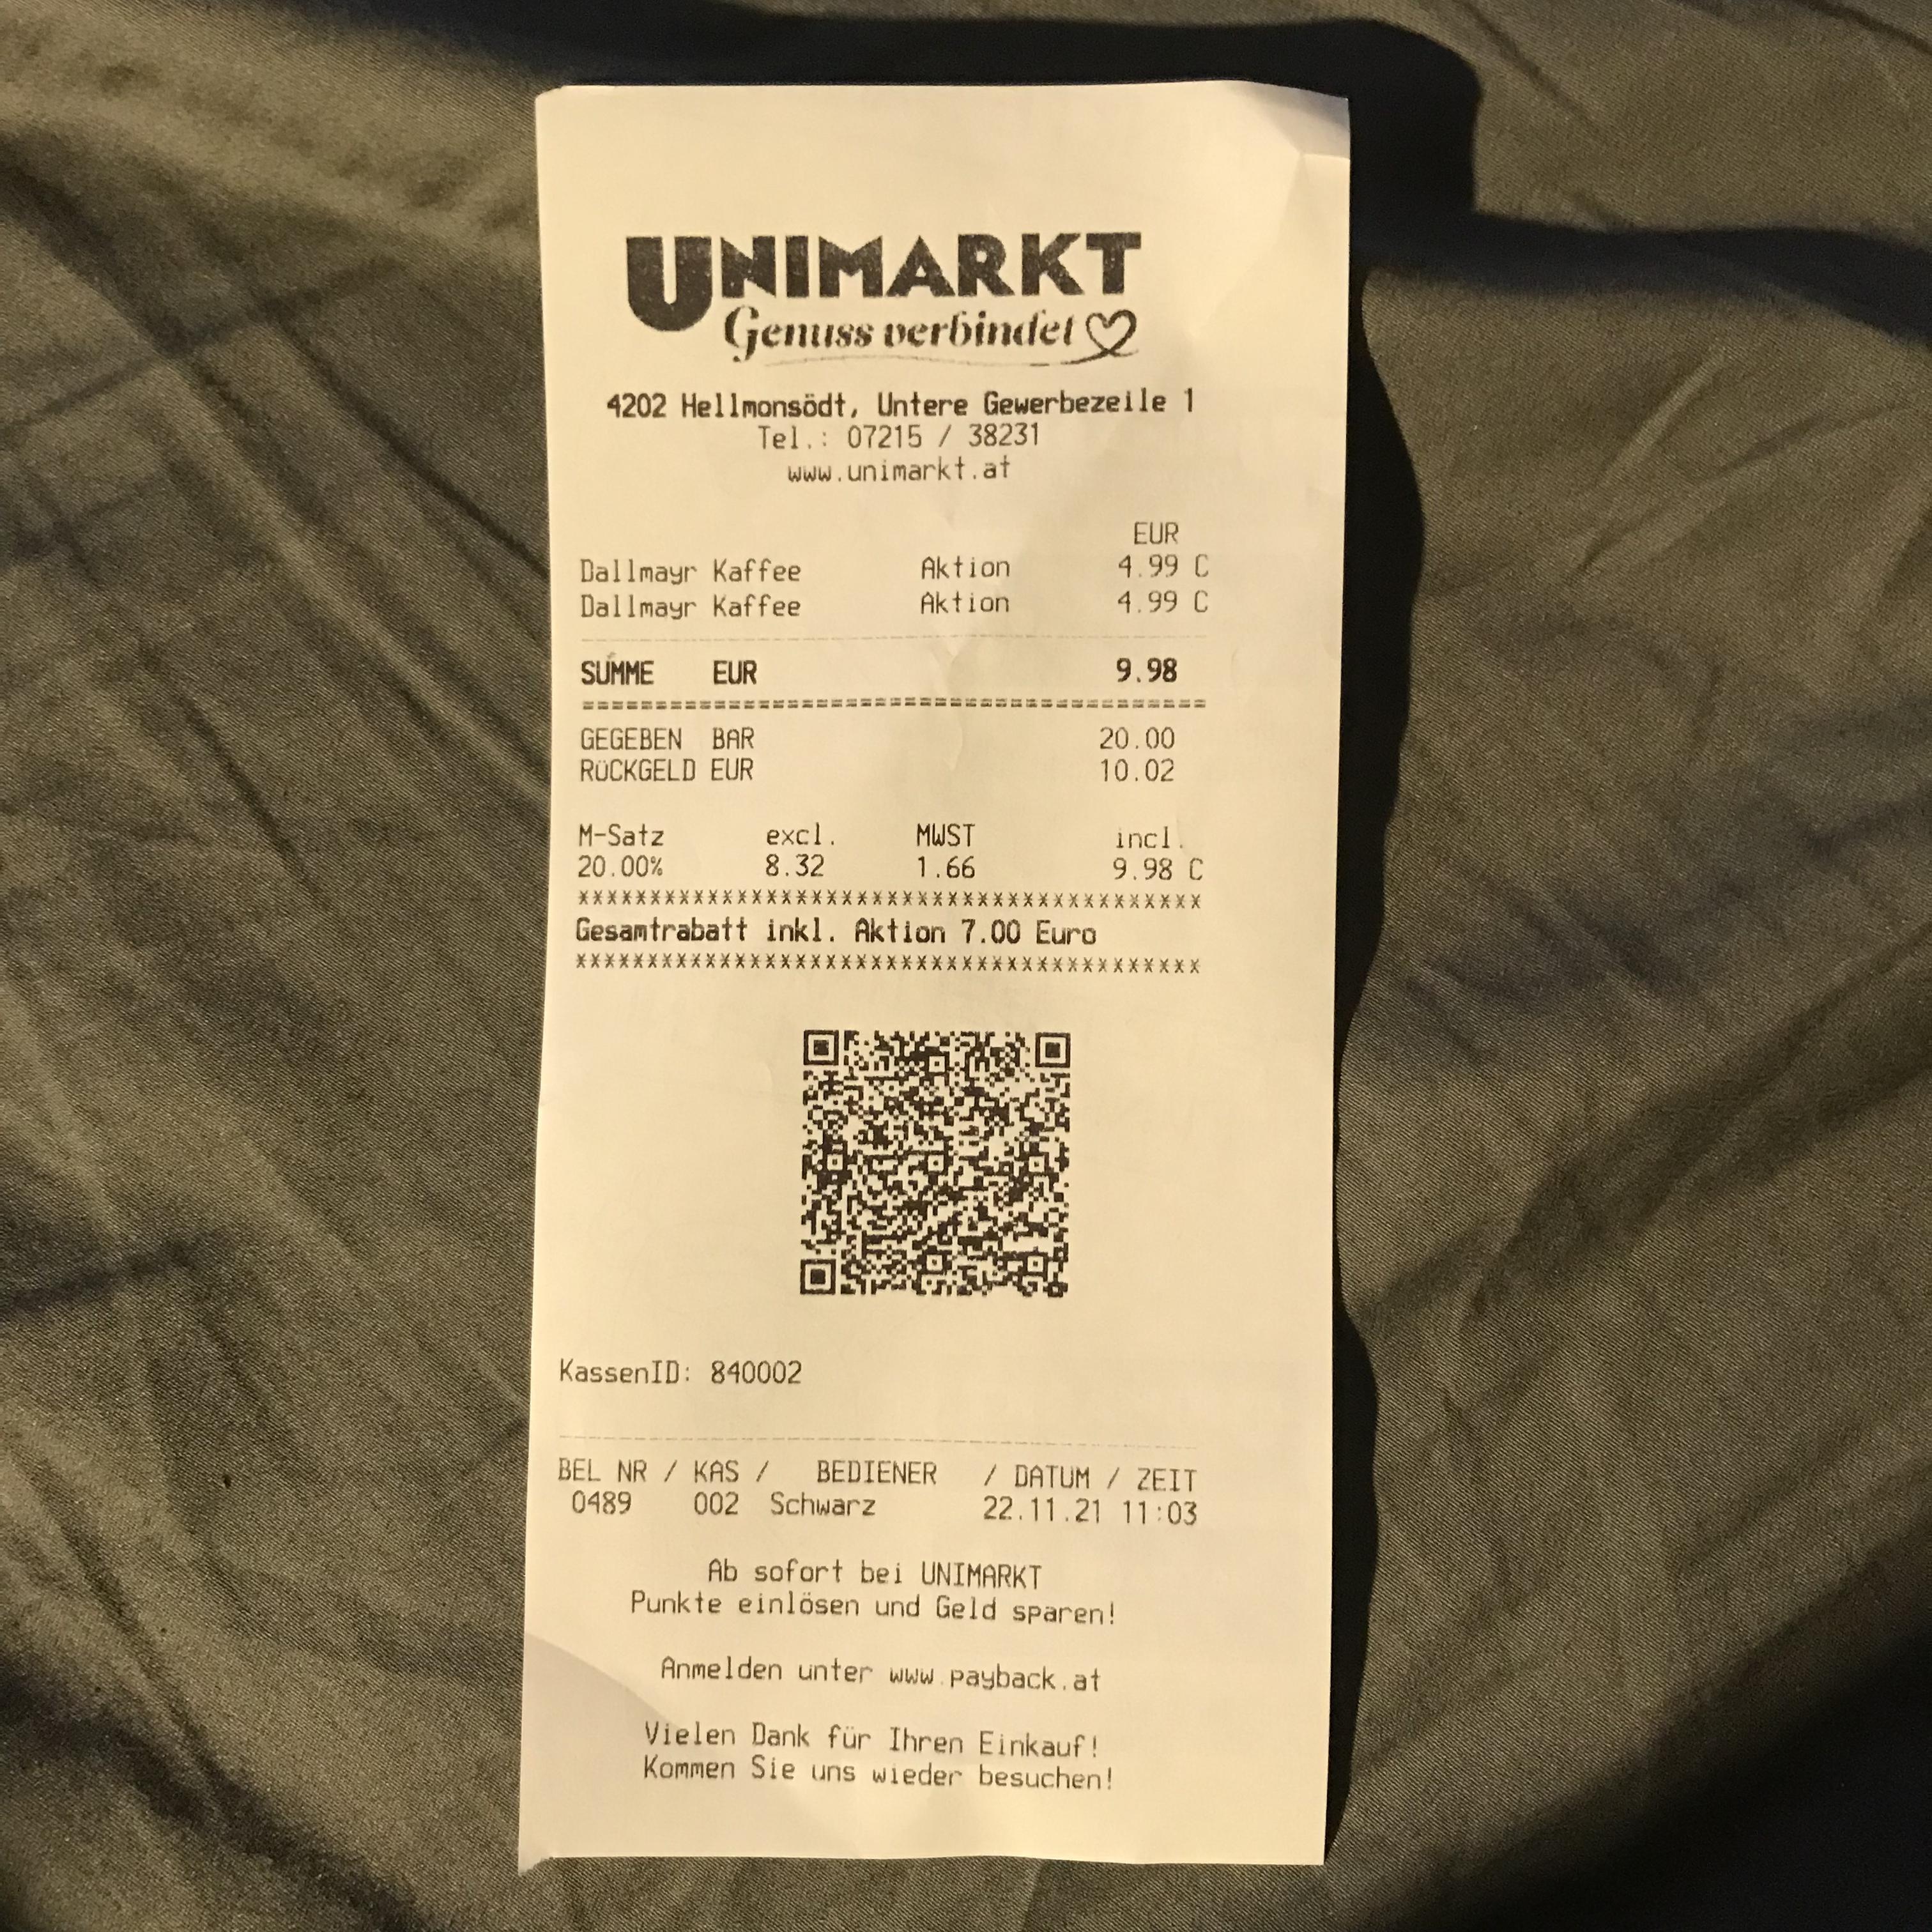 UNIMARKT
Genuss verbindet
4202 Hellmonsödt, Untere Gewerbezeile 1
Tel.: 07215 / 38231
www.unimarkt.at
EUR
Dallmayr Kaffee Aktion 4.99 C
Dallmayr Kaffee Aktion 4.99 C
SUMME EUR 9.98
=============================================
GEGEBEN BAR 20.00
RÜCKGELD EUR 10.02
M-Satz excl. MWST incl.
20.00% 8.32 1.66 9.98 C
******************************************
Gesamtrabatt inkl. Aktion 7.00 Euro
******************************************
KassenID: 840002
BEL NR / KAS / BEDIENER / DATUM / ZEIT
0489 002 Schwarz 22.11.21 11:03
Ab sofort bei UNIMARKT
Punkte einlösen und Geld sparen!
Anmelden unter www.payback.at
Vielen Dank für Ihren Einkauf!
Kommen Sie uns wieder besuchen!